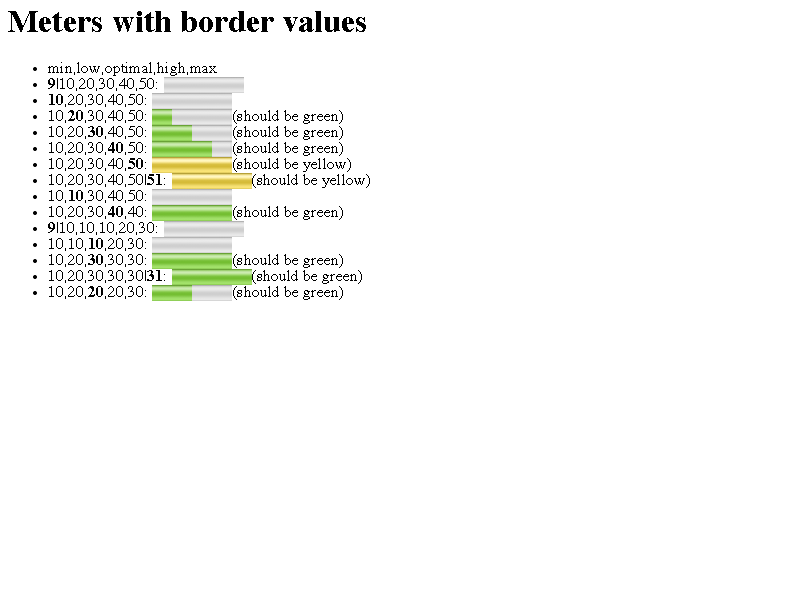 Meters with border values
min,low,optimal,high,max
9|10,20,30,40,50:
10,20,30,40,50:
10,20,30,40,50: (should be green)
10,20,30,40,50: (should be green)
10,20,30,40,50: (should be green)
10,20,30,40,50: (should be yellow)
10,20,30,40,50|51: (should be yellow)
10,10,30,40,50:
10,20,30,40,40: (should be green)
9|10,10,10,20,30:
10,10,10,20,30:
10,20,30,30,30: (should be green)
10,20,30,30,30|31: (should be green)
10,20,20,20,30: (should be green)